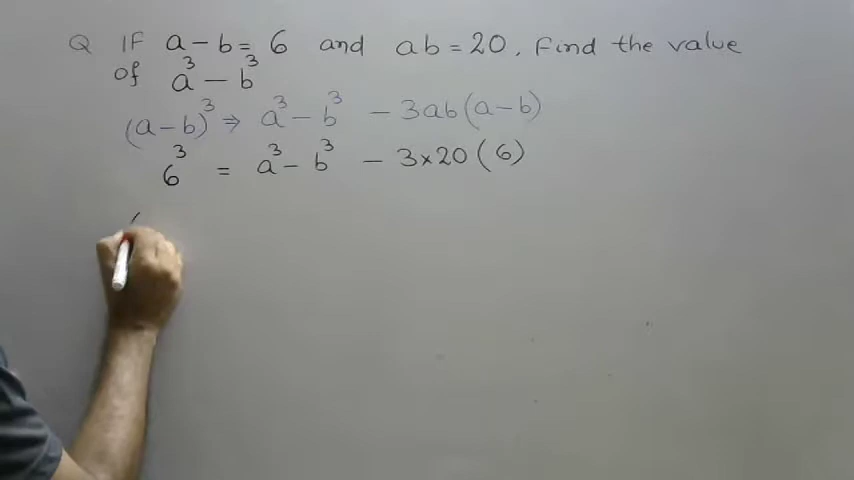 Q If a - b = 6 and ab = 20, Find the value
of a³ - b³
(a - b)³ ⇒ a³ - b³ - 3ab(a - b)
6³ = a³ - b³ - 3×20(6)